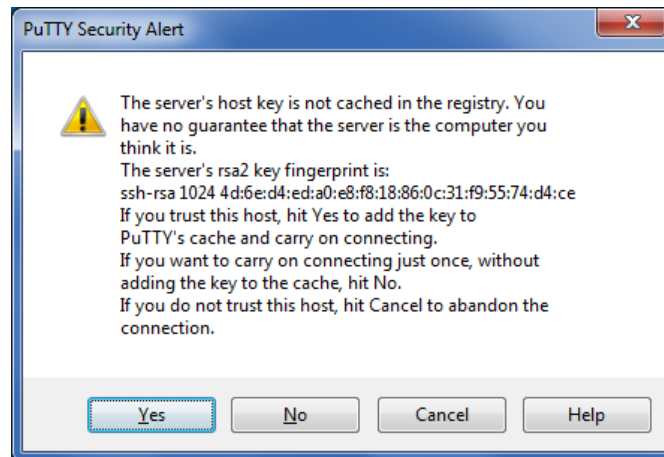 PuTTY Security Alert
The server's host key is not cached in the registry. You
have no guarantee that the server is the computer you
think it is.
The server's rsa2 key fingerprint is:
ssh-rsa 1024 4d:6e:d4:ed:a0:e8:f8:18:86:0c:31:f9:55:74:d4:ce
If you trust this host, hit Yes to add the key to
PuTTY's cache and carry on connecting.
If you want to carry on connecting just once, without
adding the key to the cache, hit No.
If you do not trust this host, hit Cancel to abandon the
connection.
Yes No Cancel Help